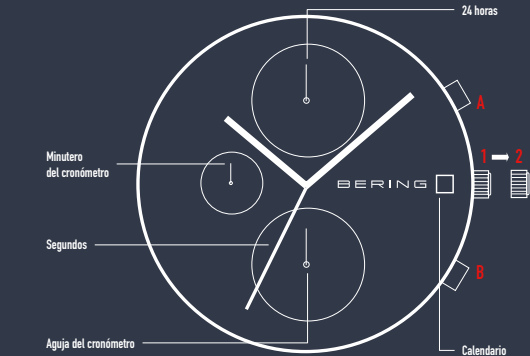 24 horas
A
1 2
Minutero
del cronómetro
BERING
Segundos
B
Aguja del cronómetro
Calendario